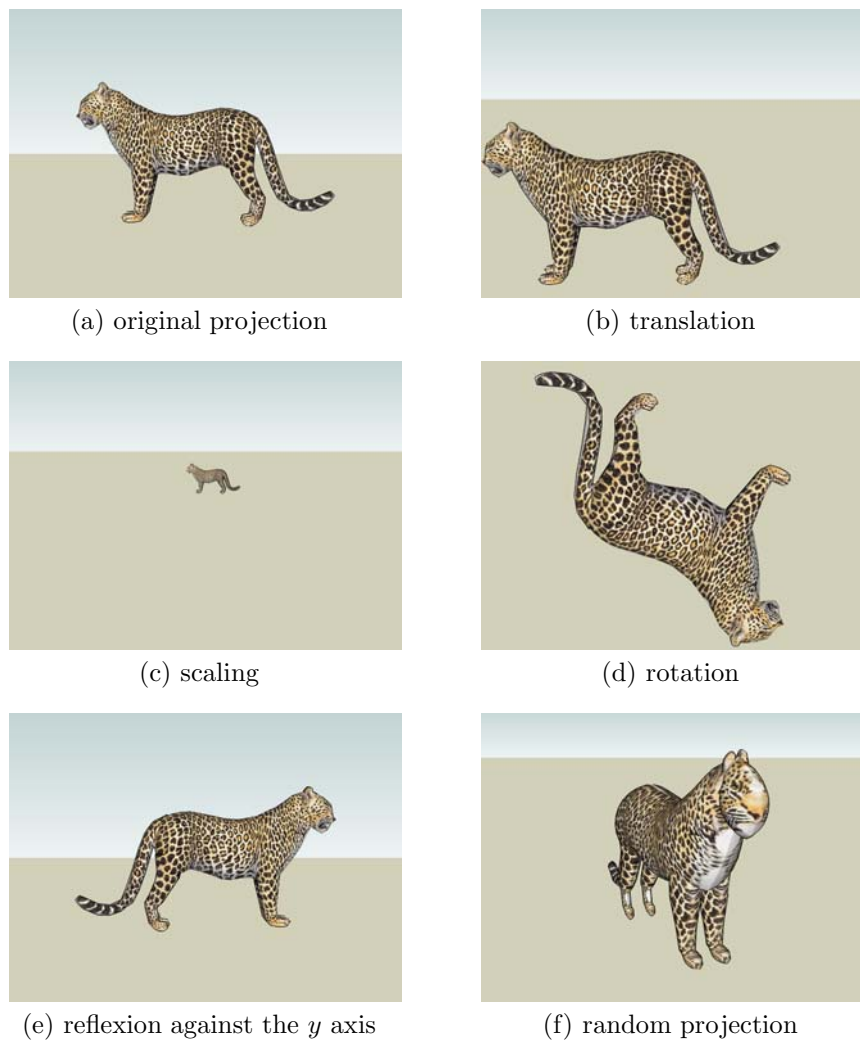 (a) original projection
(b) translation
(c) scaling
(d) rotation
(e) reflexion against the y axis
(f) random projection